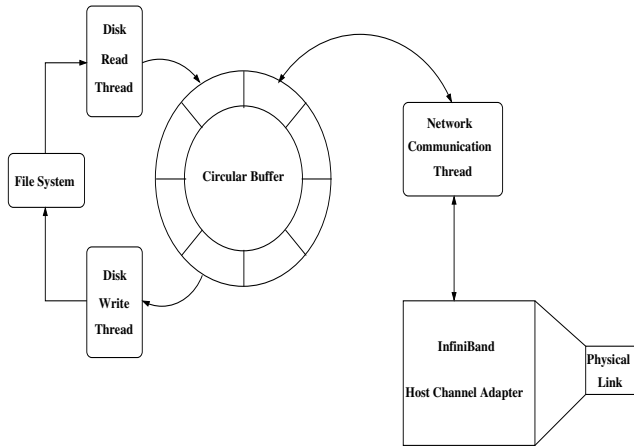 Disk
Read
Thread
File System
Circular Buffer
Disk
Write
Thread
Network
Communication
Thread
InfiniBand
Host Channel Adapter
Physical
Link